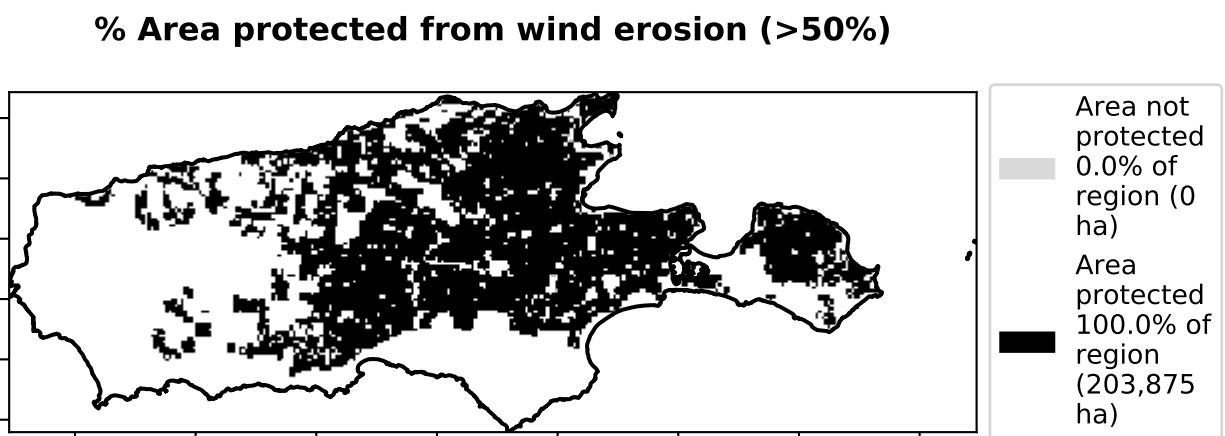 % Area protected from wind erosion (>50%)
Area not
protected
0.0% of
region (0
ha)
Area
protected
100.0% of
region
(203,875
ha)